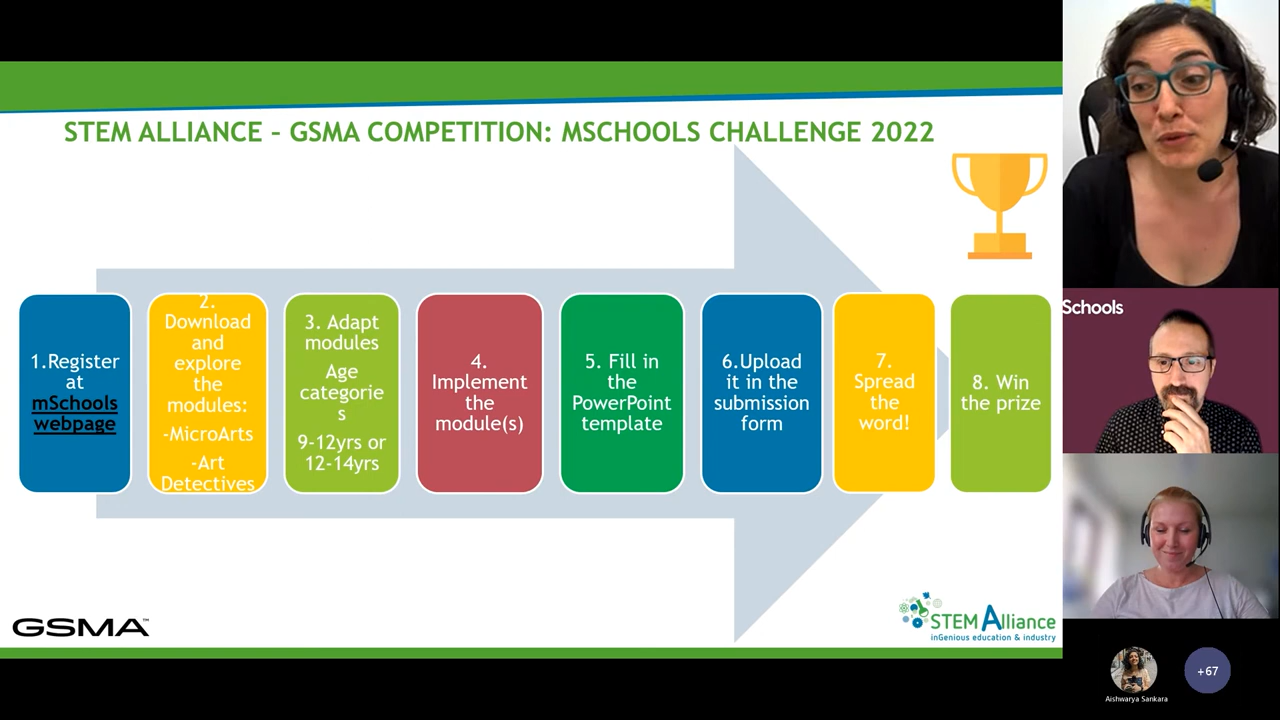 STEM ALLIANCE – GSMA COMPETITION: MSCHOOLS CHALLENGE 2022
1.Register
at
mSchools
webpage
2.
Download
and
explore
the
modules:
-MicroArts
-Art
Detectives
3. Adapt
modules
Age
categorie
s
9-12yrs or
12-14yrs
4.
Implement
the
module(s)
5. Fill in
the
PowerPoint
template
6.Upload
it in the
submission
form
7.
Spread
the
word!
8. Win
the prize
GSMA™
STEM Alliance
inGenious education & industry
Schools
Aishwarya Sankara
+67